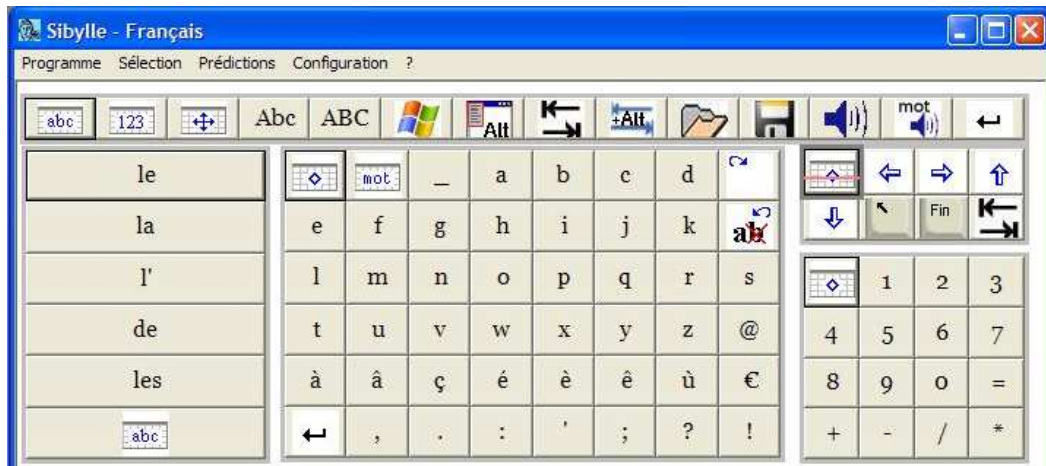 Sibylle - Français
Programme Sélection Prédictions Configuration ?
abc 123 Abc ABC Alt +Alt mot
le
la
l'
de
les
abc
mot _ a b c d
e f g h i j k ab
l m n o p q r s
t u v w x y z @
à â ç é è ê ù €
, . : ' ; ? !
Fin
1 2 3
4 5 6 7
8 9 0 =
+ - / *